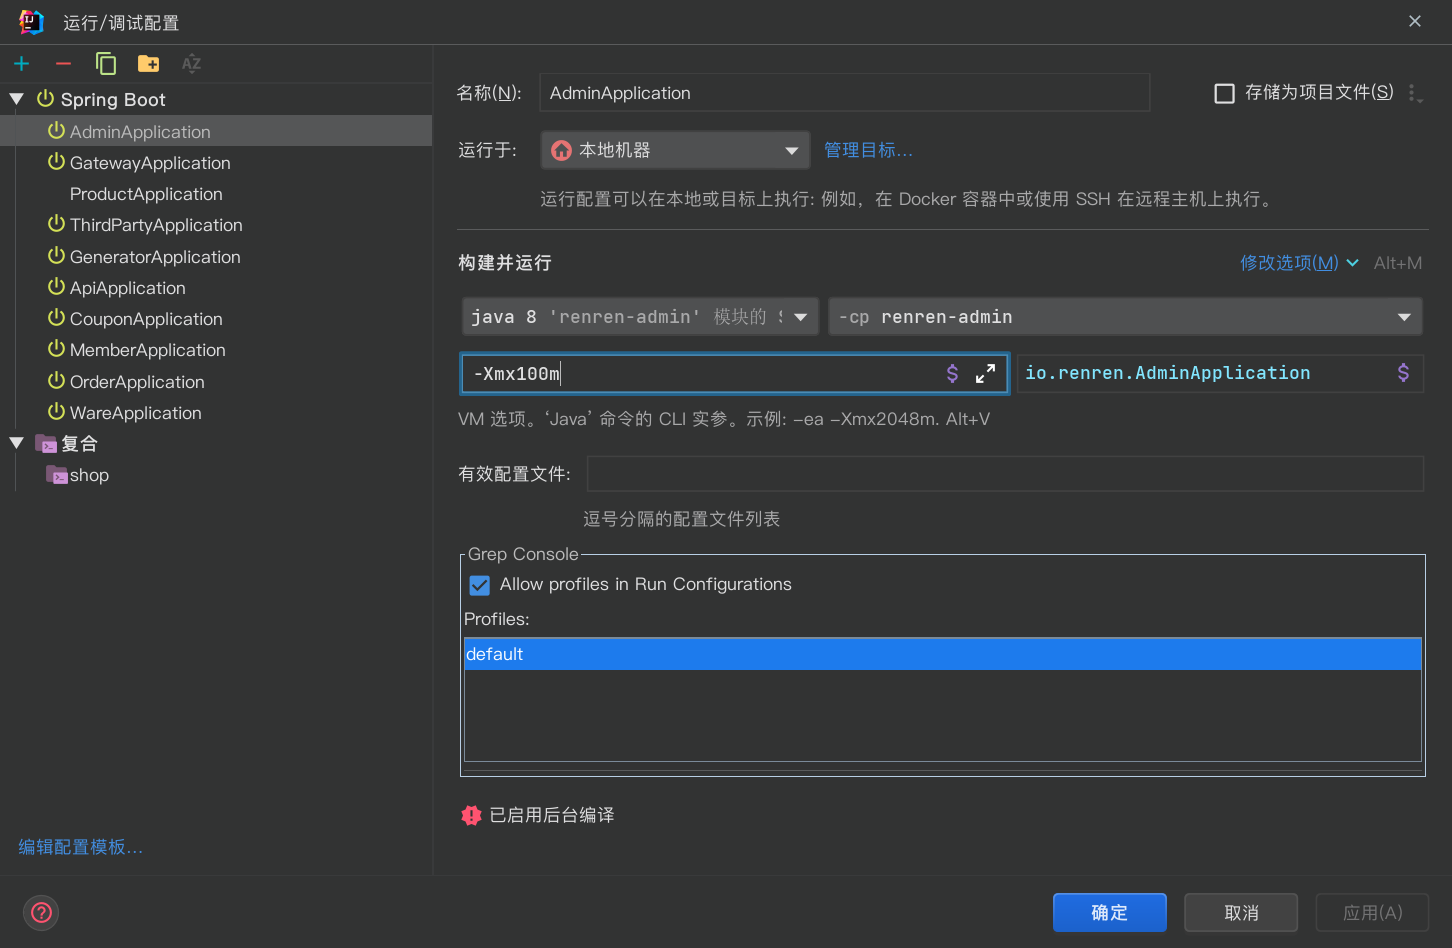 运行/调试配置
Spring Boot
AdminApplication
GatewayApplication
ProductApplication
ThirdPartyApplication
GeneratorApplication
ApiApplication
CouponApplication
MemberApplication
OrderApplication
WareApplication
复合
shop
编辑配置模板...
名称(N):
AdminApplication
存储为项目文件(S)
运行于:
本地机器
管理目标...
运行配置可以在本地或目标上执行: 例如，在 Docker 容器中或使用 SSH 在远程主机上执行。
构建并运行
修改选项(M)
Alt+M
java 8 'renren-admin' 模块的
-cp renren-admin
-Xmx100m
io.renren.AdminApplication
VM 选项。‘Java’ 命令的 CLI 实参。示例: -ea -Xmx2048m. Alt+V
有效配置文件:
逗号分隔的配置文件列表
Grep Console
Allow profiles in Run Configurations
Profiles:
default
已启用后台编译
确定
取消
应用(A)